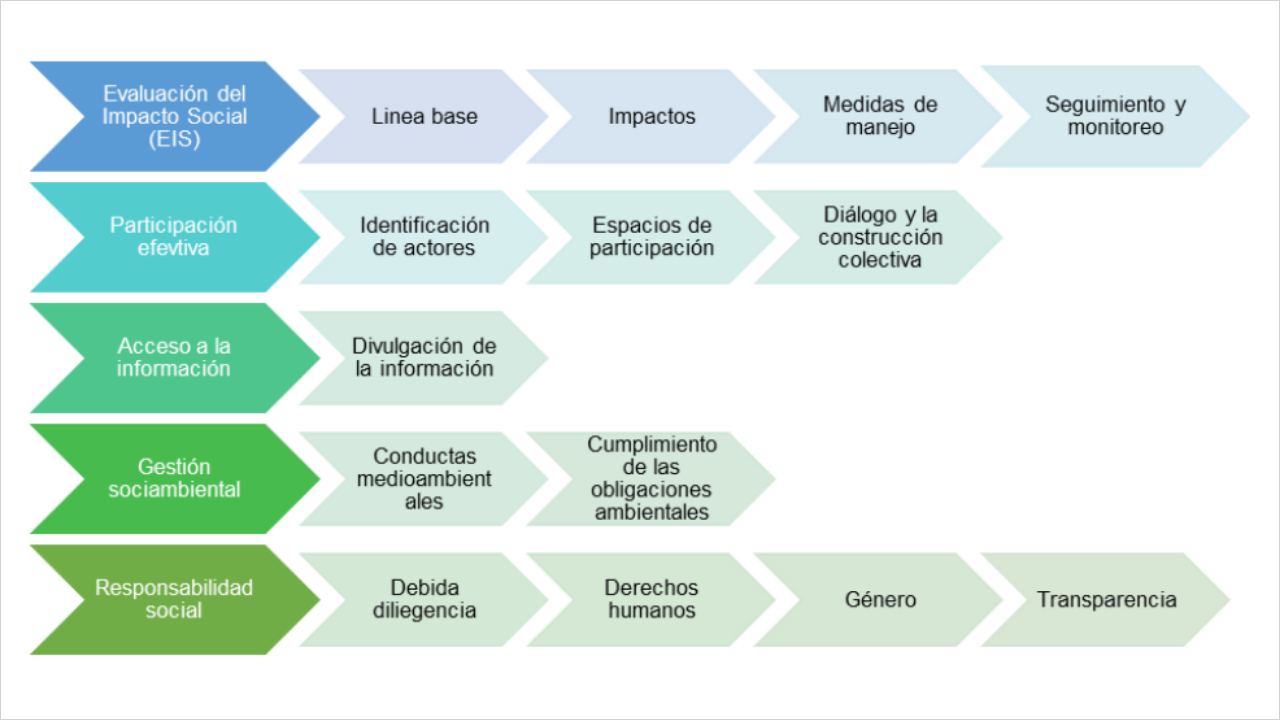 Evaluación del
Impacto Social
(EIS)
Linea base
Impactos
Medidas de
manejo
Seguimiento y
monitoreo
Participación
efevtiva
Identificación
de actores
Espacios de
participación
Diálogo y la
construcción
colectiva
Acceso a la
información
Divulgación de
la información
Gestión
sociambiental
Conductas
medioambient
ales
Cumplimiento
de las
obligaciones
ambientales
Responsabilidad
social
Debida
diliegencia
Derechos
humanos
Género
Transparencia